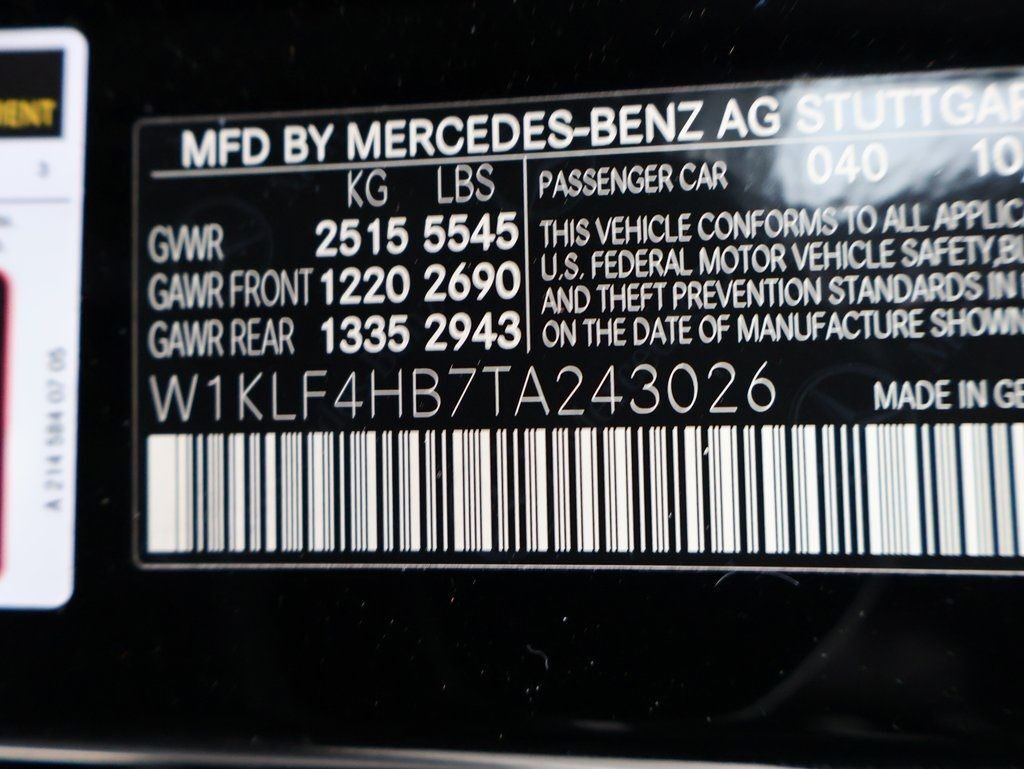 MENT
3
A 214 584 07 05
MFD BY MERCEDES-BENZ AG STUTTGAR
KG LBS
GVWR 2515 5545
GAWR FRONT 1220 2690
GAWR REAR 1335 2943
PASSENGER CAR 040 10
THIS VEHICLE CONFORMS TO ALL APPLIC
U.S. FEDERAL MOTOR VEHICLE SAFETY,BU
AND THEFT PREVENTION STANDARDS IN
ON THE DATE OF MANUFACTURE SHOWN
W1KLF4HB7TA243026
MADE IN GE